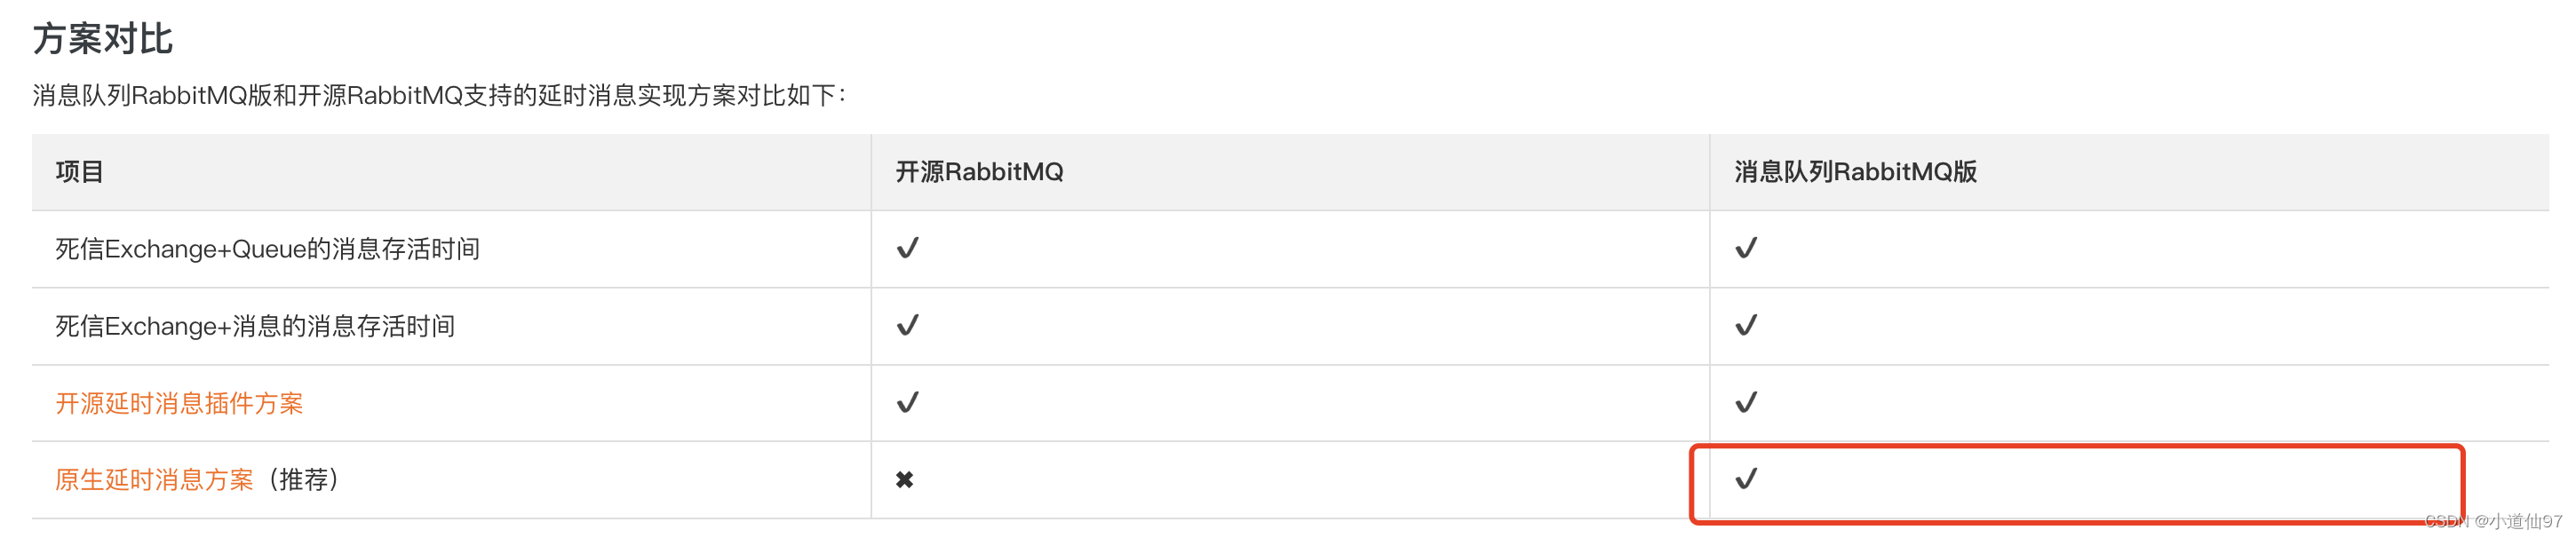 方案对比
消息队列RabbitMQ版和开源RabbitMQ支持的延时消息实现方案对比如下：
项目 开源RabbitMQ 消息队列RabbitMQ版
死信Exchange+Queue的消息存活时间 ✔ ✔
死信Exchange+消息的消息存活时间 ✔ ✔
开源延时消息插件方案 ✔ ✔
原生延时消息方案（推荐） ✖ ✔
CSDN @小道仙97